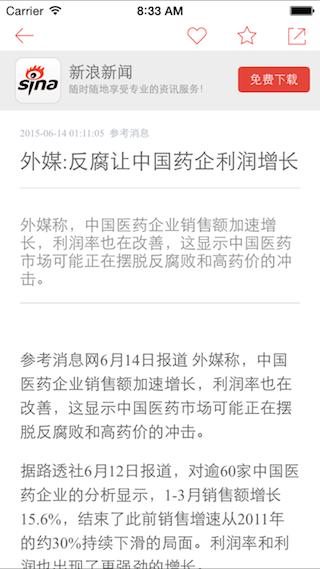 Carrier 8:33 AM
sina
新浪新闻
随时随地享受专业的资讯服务!
免费下载
2015-06-14 01:11:05 参考消息
外媒:反腐让中国药企利润增长
外媒称，中国医药企业销售额加速增
长，利润率也在改善，这显示中国医药
市场可能正在摆脱反腐败和高药价的冲
击。
参考消息网6月14日报道 外媒称，中国
医药企业销售额加速增长，利润率也在
改善，这显示中国医药市场可能正在摆
脱反腐败和高药价的冲击。
据路透社6月12日报道，对逾60家中国医
药企业的分析显示，1-3月销售额增长
15.6%，结束了此前销售增速从2011年
的约30%持续下滑的局面。利润率和利
润也出现了更强劲的增长。